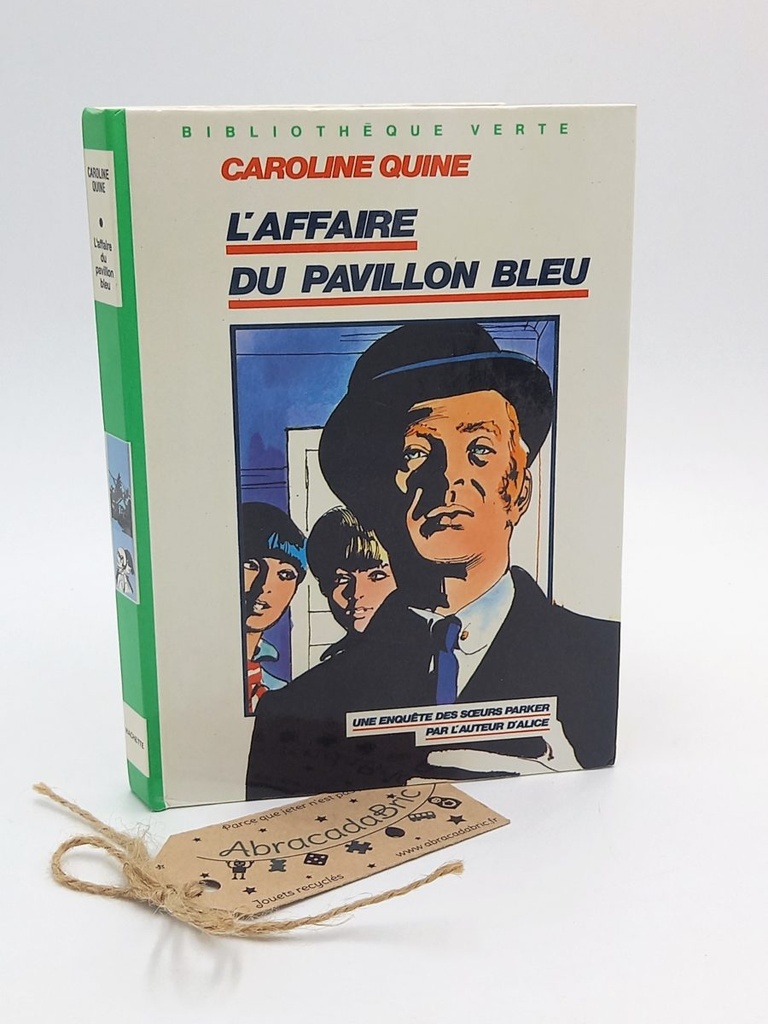 BIBLIOTHÈQUE VERTE
CAROLINE QUINE
L'AFFAIRE
DU PAVILLON BLEU
UNE ENQUÊTE DES SŒURS PARKER
PAR L'AUTEUR D'ALICE
CAROLINE
QUINE
•
L'affaire
du
pavillon
bleu
HACHETTE
Parce que jeter n'est pas
AbracadaBric
www.abracadabric.fr
Jouets recyclés